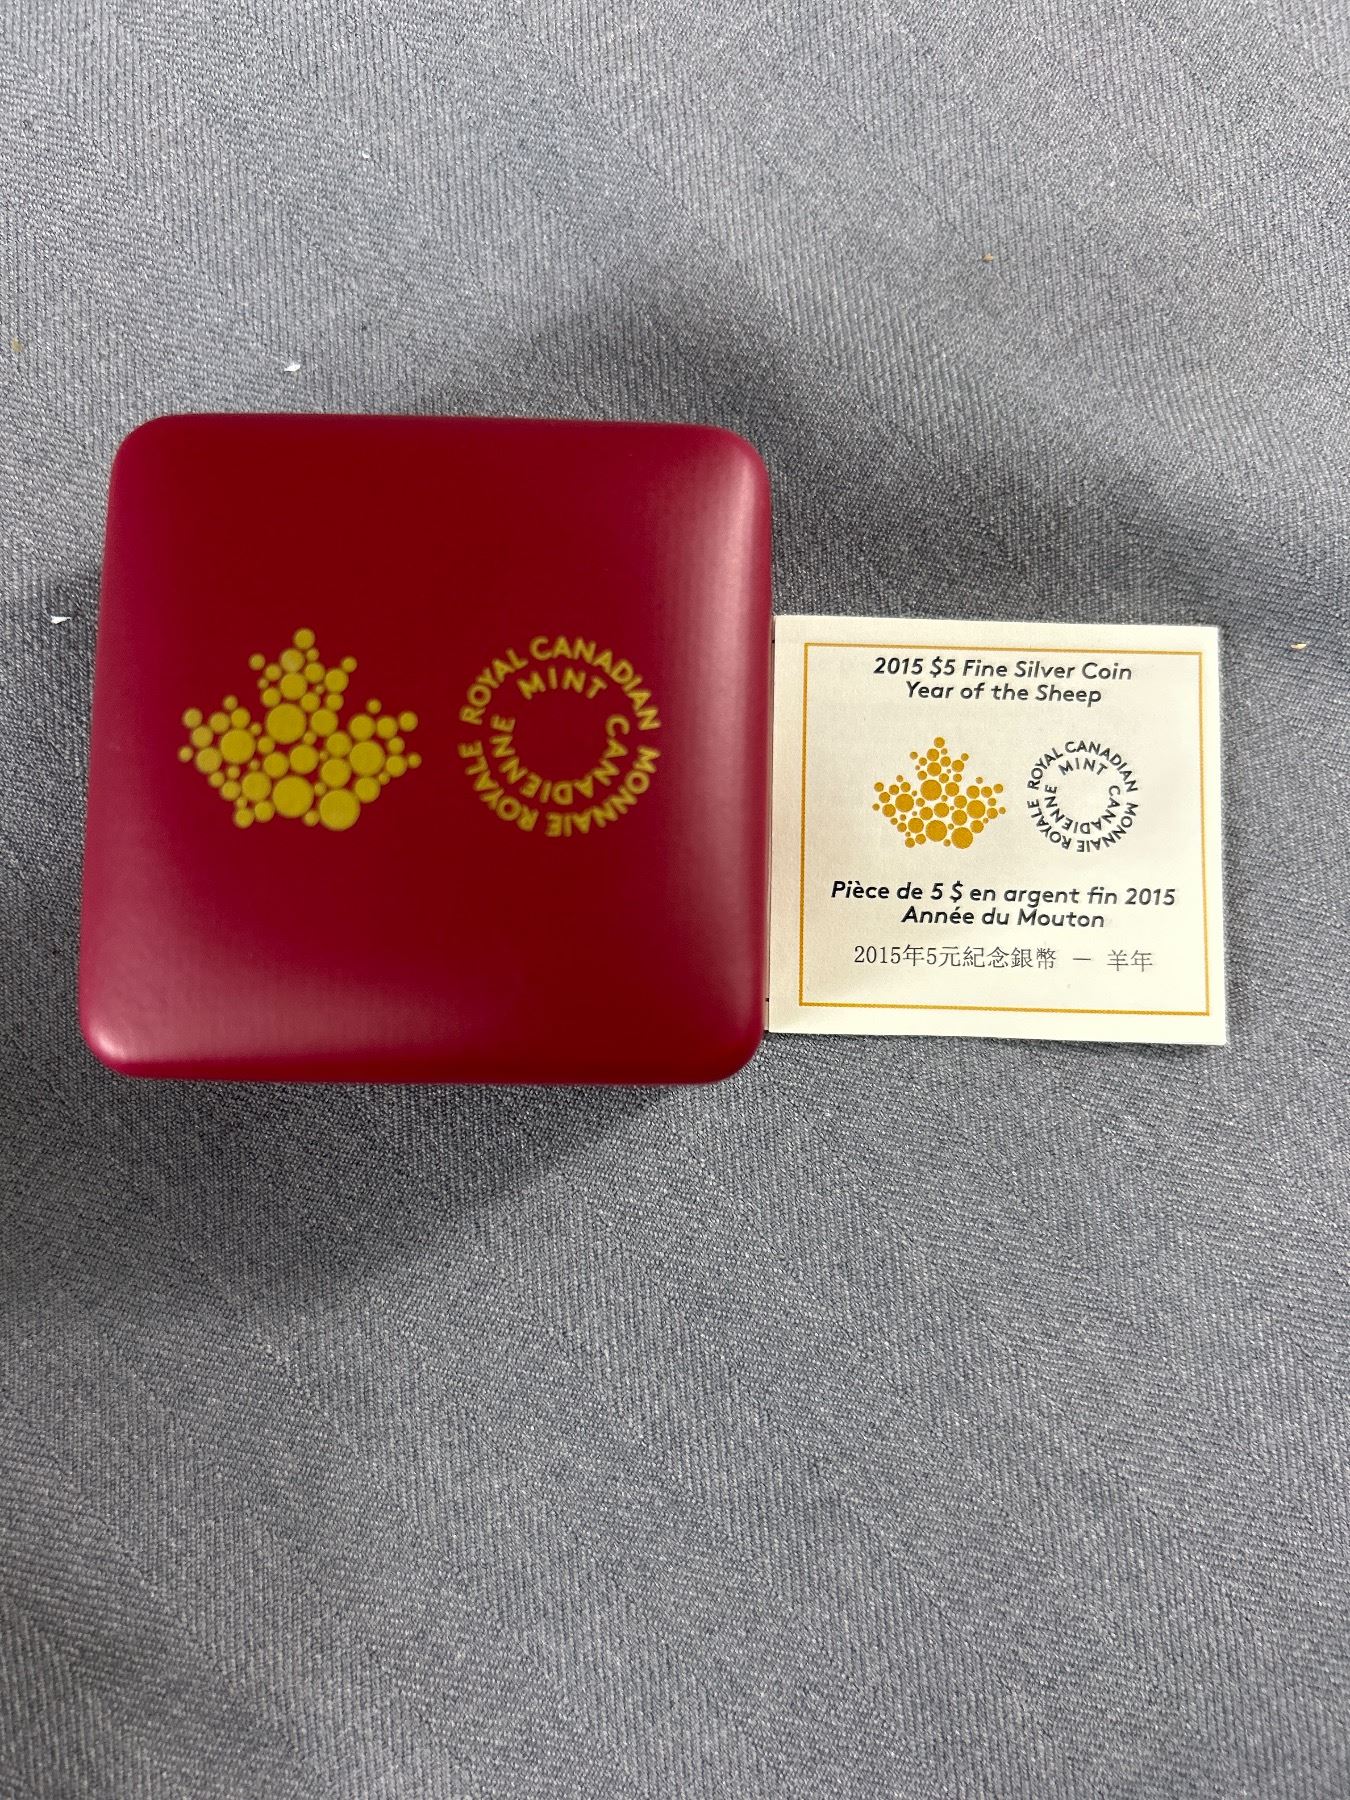 ROYAL CANADIAN MINT
MONNAIE ROYALE CANADIENNE
2015 $5 Fine Silver Coin
Year of the Sheep
ROYAL CANADIAN MINT
MONNAIE ROYALE CANADIENNE
Pièce de 5 $ en argent fin 2015
Année du Mouton
2015年5元紀念銀幣 — 羊年